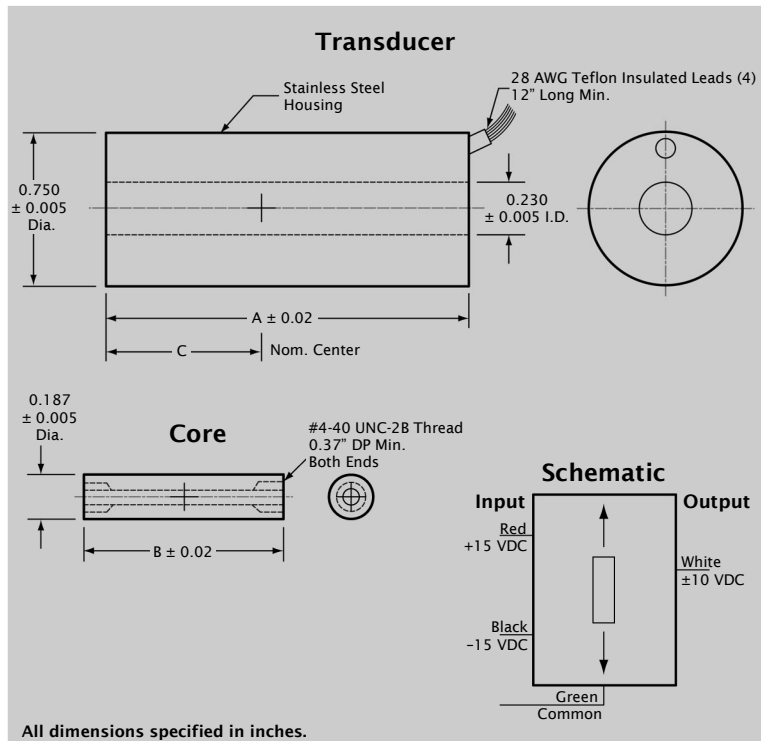 Transducer
Stainless Steel
Housing
28 AWG Teflon Insulated Leads (4)
12” Long Min.
0.750
± 0.005
Dia.
0.230
± 0.005 I.D.
A ± 0.02
C
Nom. Center
0.187
± 0.005
Dia.
Core
#4-40 UNC-2B Thread
0.37” DP Min.
Both Ends
B ± 0.02
Schematic
Input
Output
Red
+15 VDC
White
±10 VDC
Black
–15 VDC
Green
Common
All dimensions specified in inches.